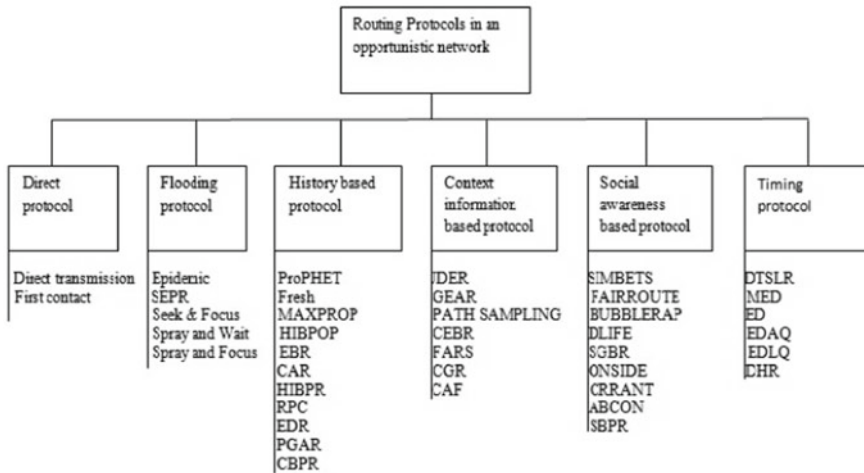 Routing Protocols in an
opportunistic network
Direct
protocol
Direct transmission
First contact
Flooding
protocol
Epidemic
SEPR
Seek & Focus
Spray and Wait
Spray and Focus
History based
protocol
ProPHET
Fresh
MAXPROP
HIBPOP
EBR
CAR
HIBPR
RPC
EDR
PGAR
CBPR
Context
information
based protocol
JDER
GEAR
PATH SAMPLING
CEBR
FARS
CGR
CAF
Social
awareness
based protocol
SIMBETS
FAIRROUTE
BUBBLERAP
DLIFE
SGBR
ONSIDE
CRRANT
ABCON
SBPR
Timing
protocol
DTSLR
MED
ED
EDAQ
EDLQ
DHR